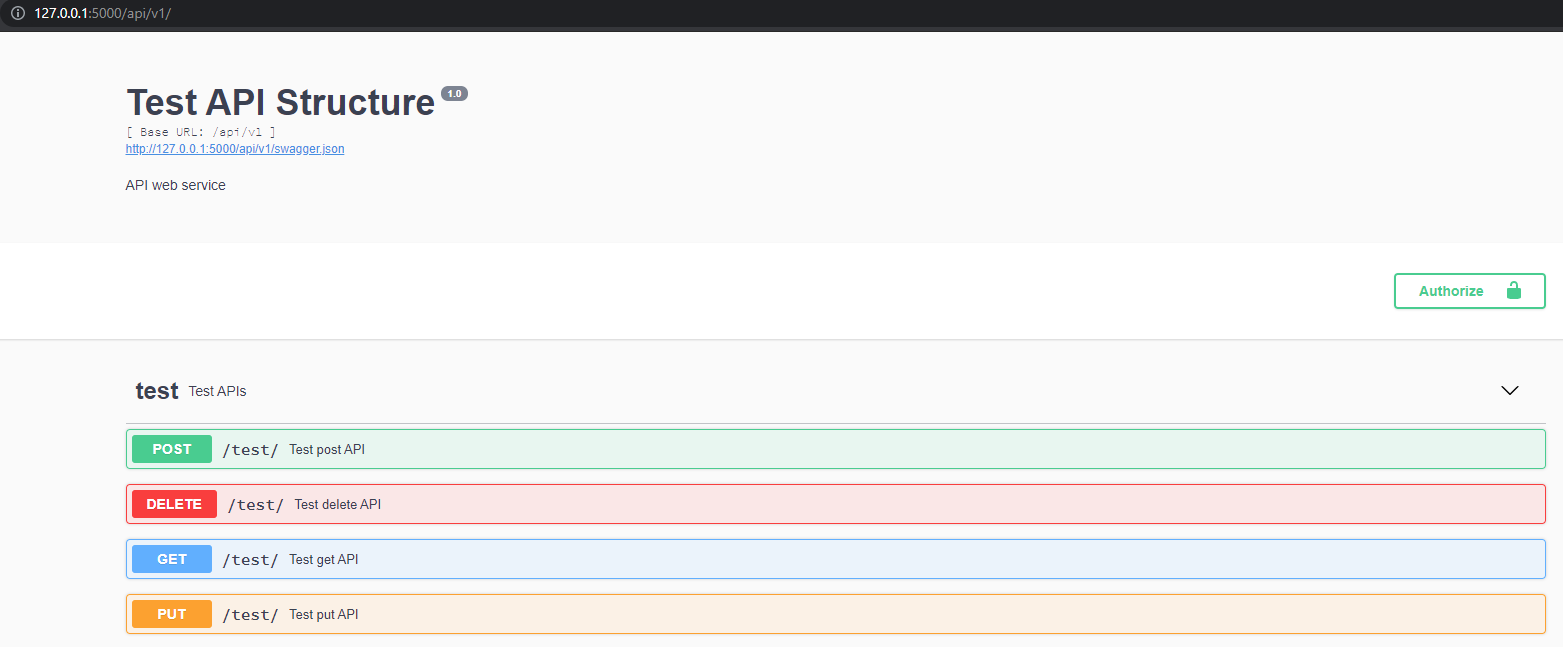 127.0.0.1:5000/api/v1/
Test API Structure 1.0
[ Base URL: /api/v1 ]
http://127.0.0.1:5000/api/v1/swagger.json
API web service
Authorize
test Test APIs
POST /test/ Test post API
DELETE /test/ Test delete API
GET /test/ Test get API
PUT /test/ Test put API